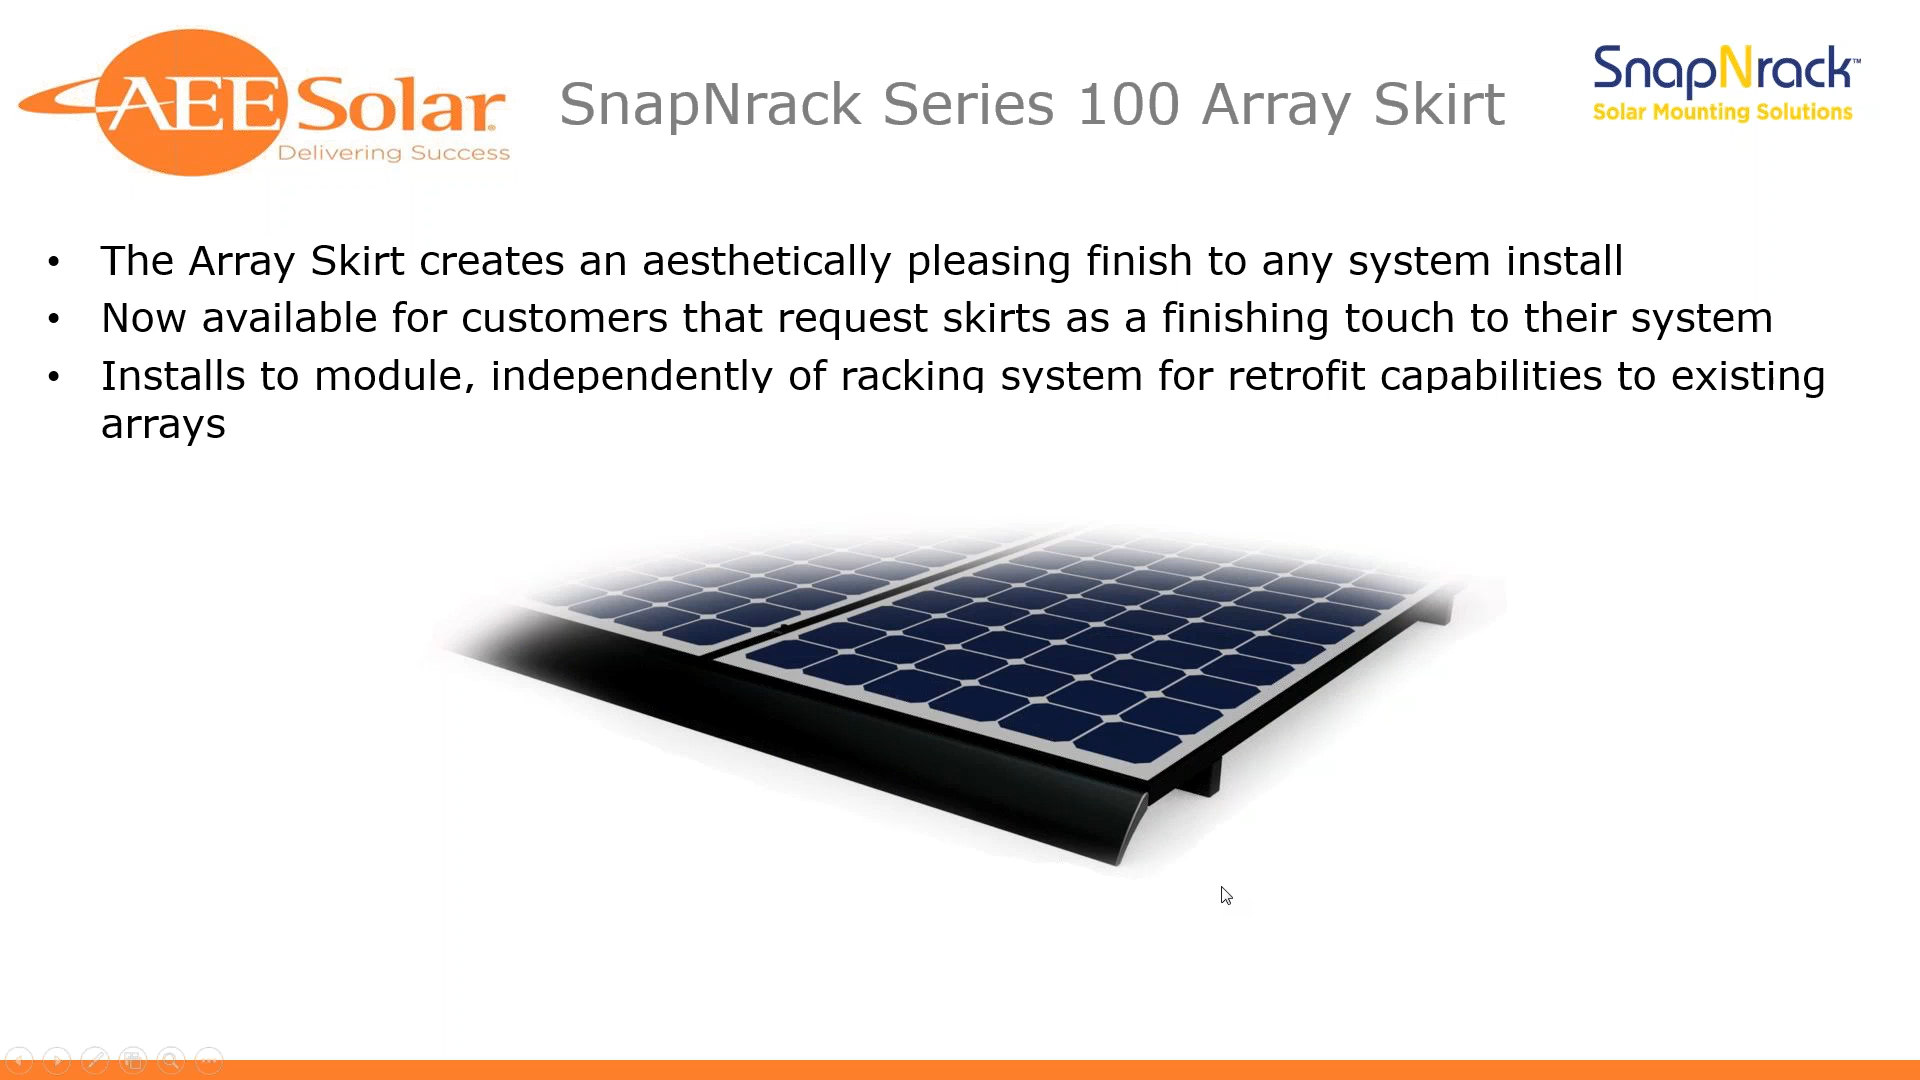 AEE Solar
Delivering Success
SnapNrack Series 100 Array Skirt
SnapNrack™
Solar Mounting Solutions
• The Array Skirt creates an aesthetically pleasing finish to any system install
• Now available for customers that request skirts as a finishing touch to their system
• Installs to module, independently of racking system for retrofit capabilities to existing
arrays